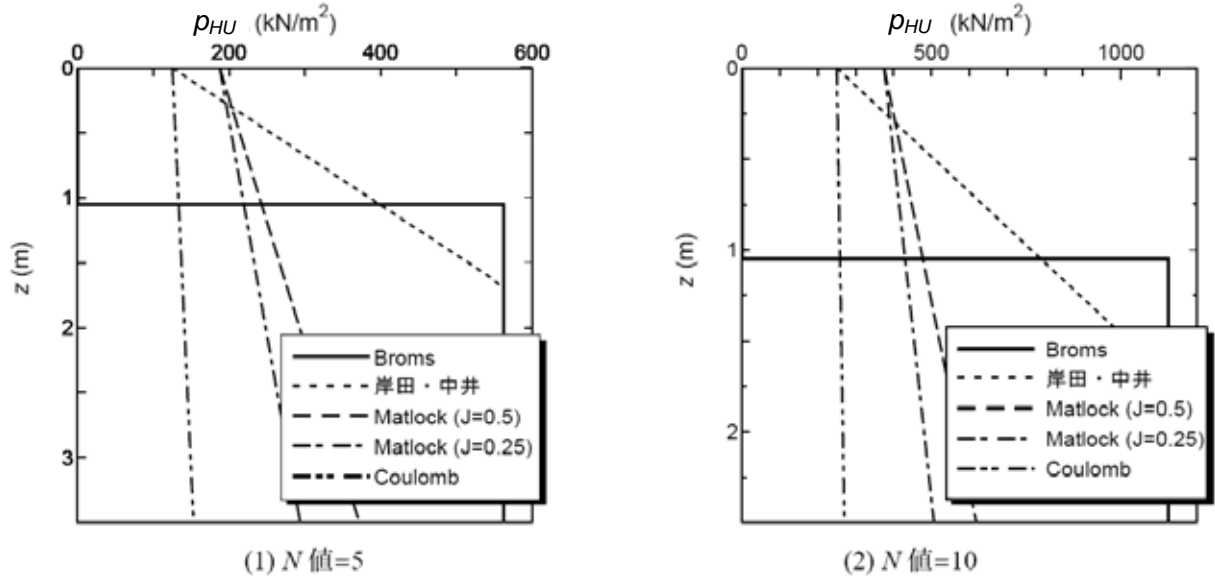 p_HU (kN/m²)
0 200 400 600
0
1
2
3
z (m)
Broms
岸田・中井
Matlock (J=0.5)
Matlock (J=0.25)
Coulomb
(1) N 値=5
p_HU (kN/m²)
0 500 1000
0
1
2
z (m)
Broms
岸田・中井
Matlock (J=0.5)
Matlock (J=0.25)
Coulomb
(2) N 値=10